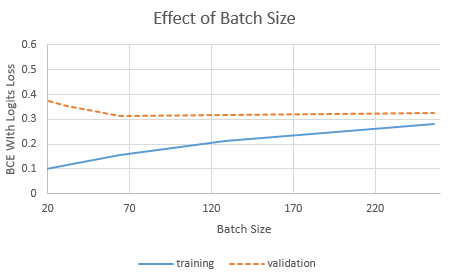 Effect of Batch Size
0.6
0.5
0.4
0.3
0.2
0.1
0
BCE With Logits Loss
20 70 120 170 220
Batch Size
training validation